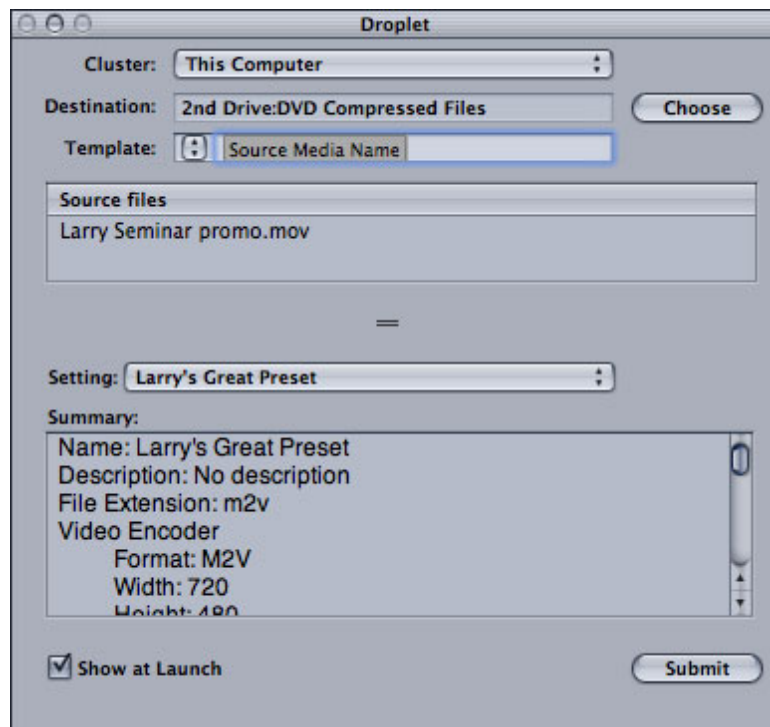 Droplet
Cluster: This Computer
Destination: 2nd Drive:DVD Compressed Files Choose
Template: Source Media Name
Source files
Larry Seminar promo.mov
Setting: Larry's Great Preset
Summary:
Name: Larry's Great Preset
Description: No description
File Extension: m2v
Video Encoder
Format: M2V
Width: 720
Height: 480
Show at Launch Submit